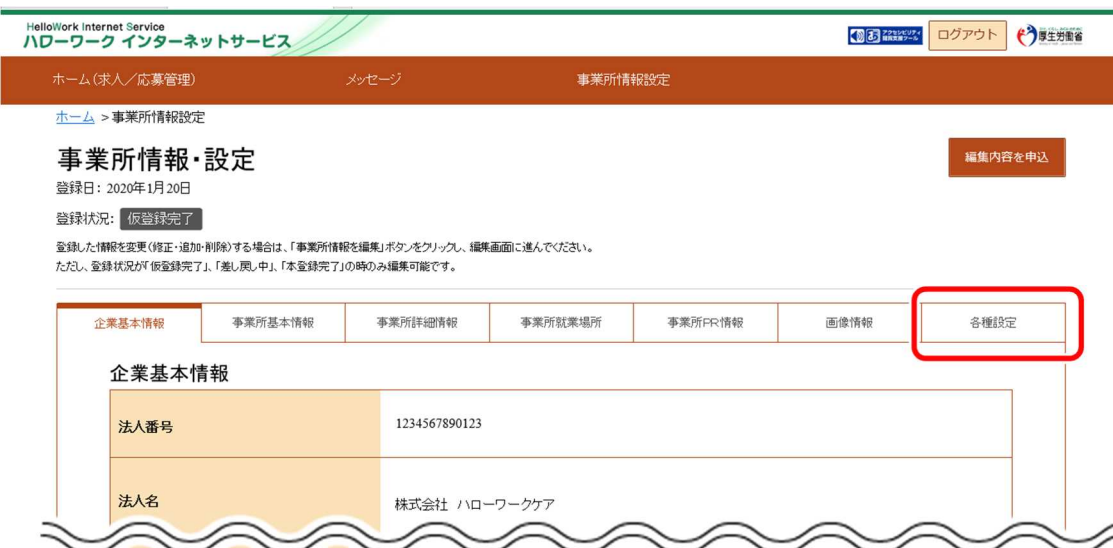 HelloWork Internet Service
ハローワーク インターネットサービス
ログアウト
厚生労働省
ホーム(求人/応募管理)
メッセージ
事業所情報設定
ホーム >事業所情報設定
事業所情報・設定
編集内容を申込
登録日: 2020年1月20日
登録状況: 仮登録完了
登録した情報を変更(修正・追加・削除)する場合は、「事業所情報を編集」ボタンをクリックし、編集画面に進んでください。
ただし、登録状況が「仮登録完了」、「差し戻し中」、「本登録完了」の時のみ編集可能です。
企業基本情報
事業所基本情報
事業所詳細情報
事業所就業場所
事業所PR情報
画像情報
各種設定
企業基本情報
法人番号
1234567890123
法人名
株式会社 ハローワークケア